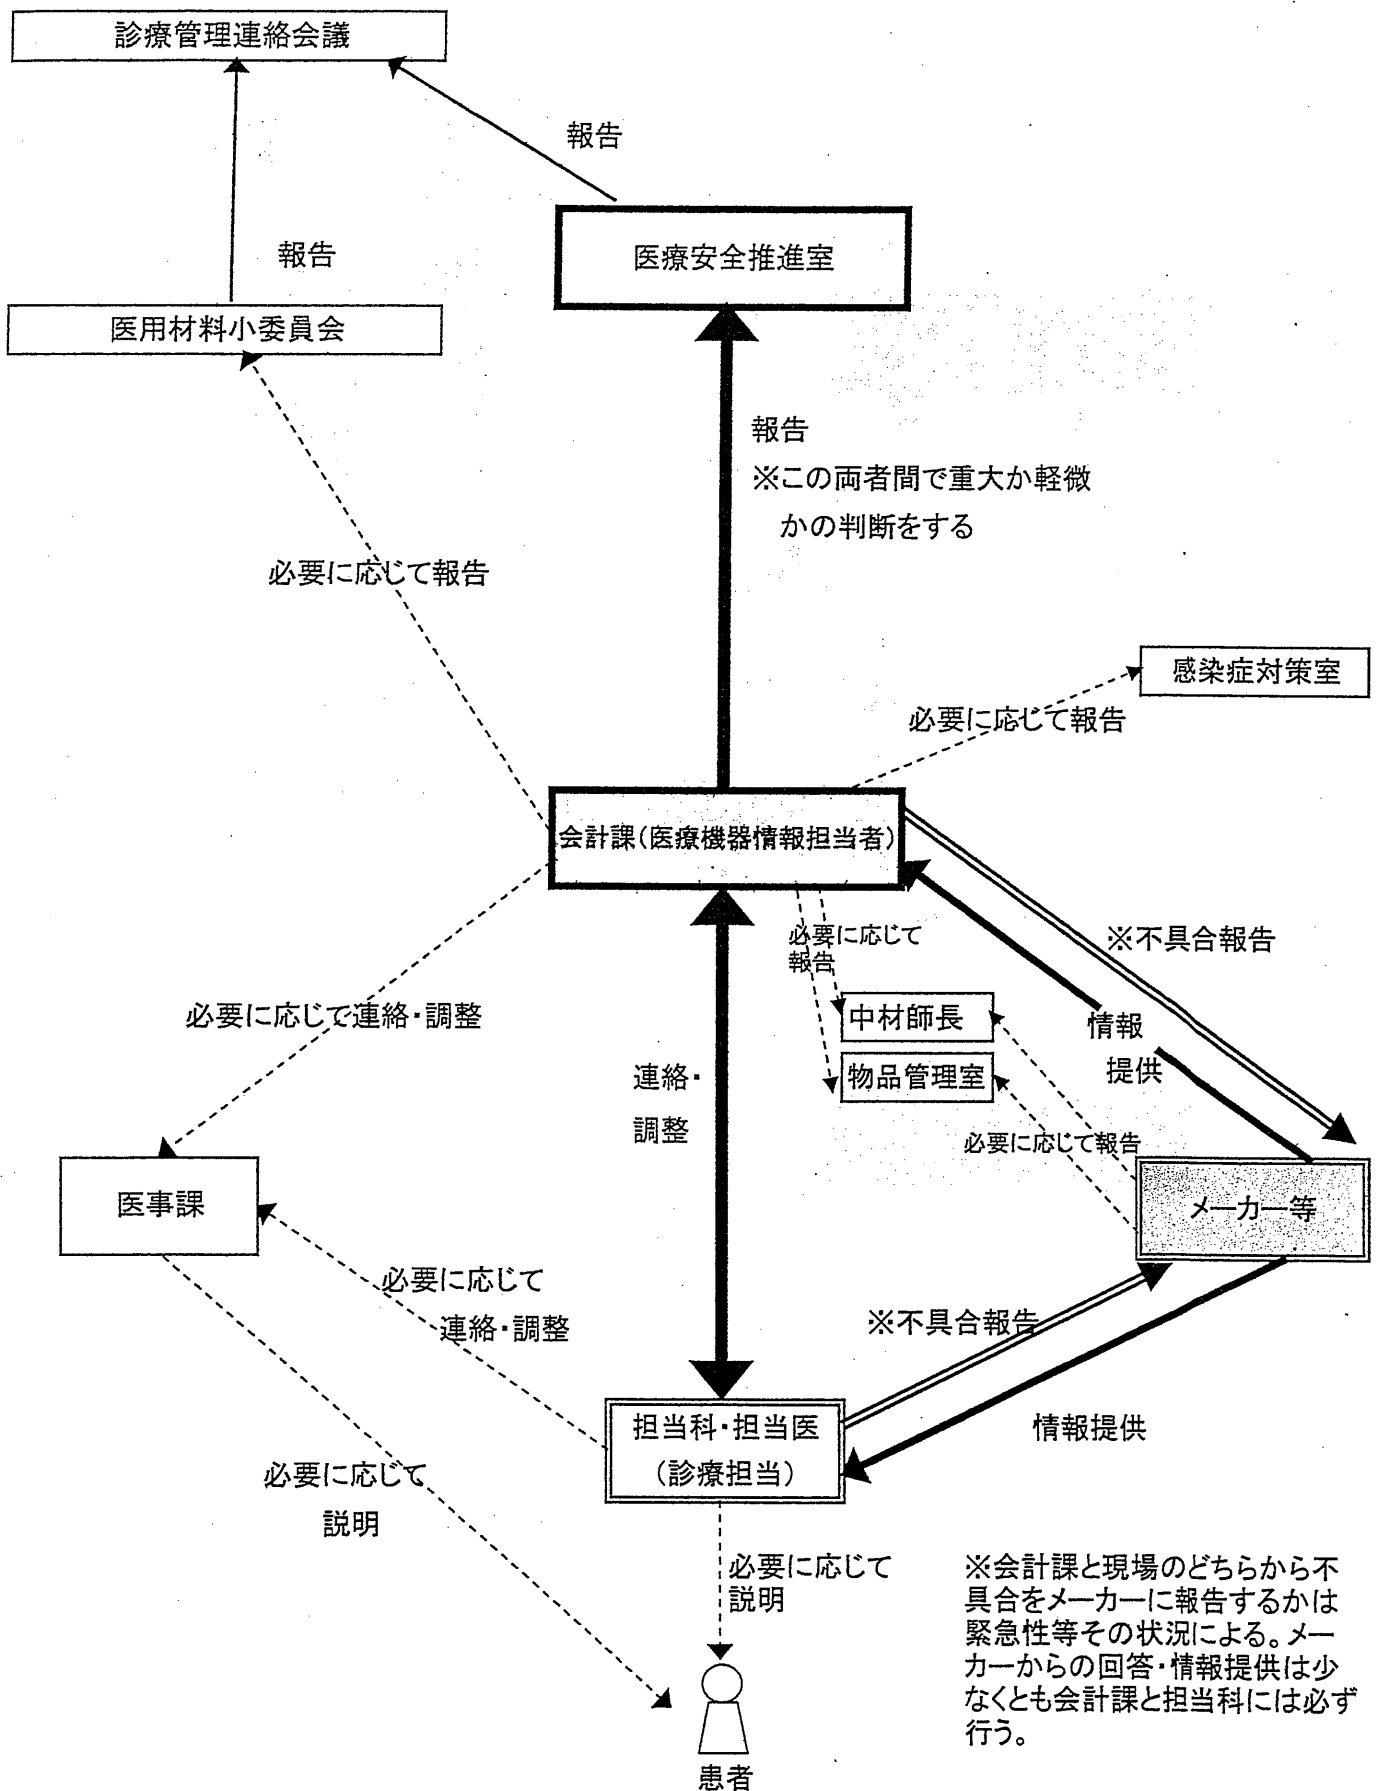 診療管理連絡会議
報告
医療安全推進室
報告
医用材料小委員会
報告
※この両者間で重大か軽微
かの判断をする
必要に応じて報告
感染症対策室
必要に応じて報告
会計課(医療機器情報担当者)
必要に応じて
報告
※不具合報告
中材師長
必要に応じて連絡・調整
情報
提供
物品管理室
連絡・
調整
必要に応じて報告
医事課
メーカー等
必要に応じて
連絡・調整
※不具合報告
担当科・担当医
(診療担当)
情報提供
必要に応じて
説明
必要に応じて
説明
※会計課と現場のどちらから不
具合をメーカーに報告するかは
緊急性等その状況による。メー
カーからの回答・情報提供は少
なくとも会計課と担当科には必ず
行う。
患者